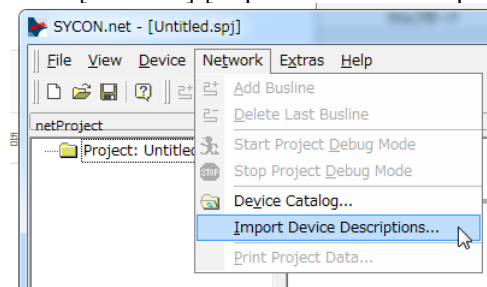 SYCON.net - [Untitled.spj]
File View Device Network Extras Help
Add Busline
Delete Last Busline
netProject
Project: Untitled
Start Project Debug Mode
STOP Stop Project Debug Mode
Device Catalog...
Import Device Descriptions...
Print Project Data...